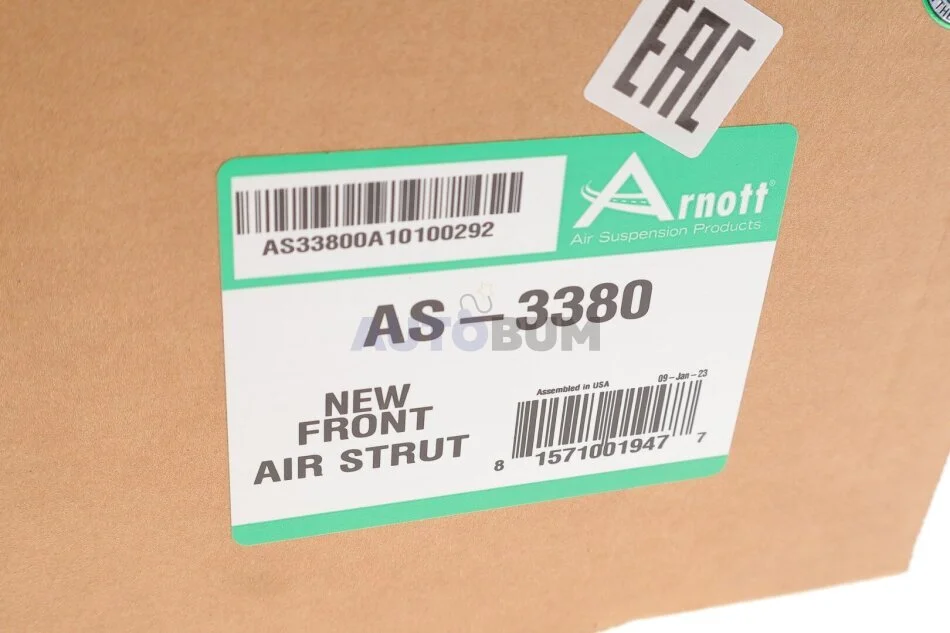 EAC
AS33800A10100292
Arnott®
Air Suspension Products
AS-3380
AUTOBUM
NEW
FRONT
AIR STRUT
Assembled in USA
09-Jan-23
8 1571001947 7